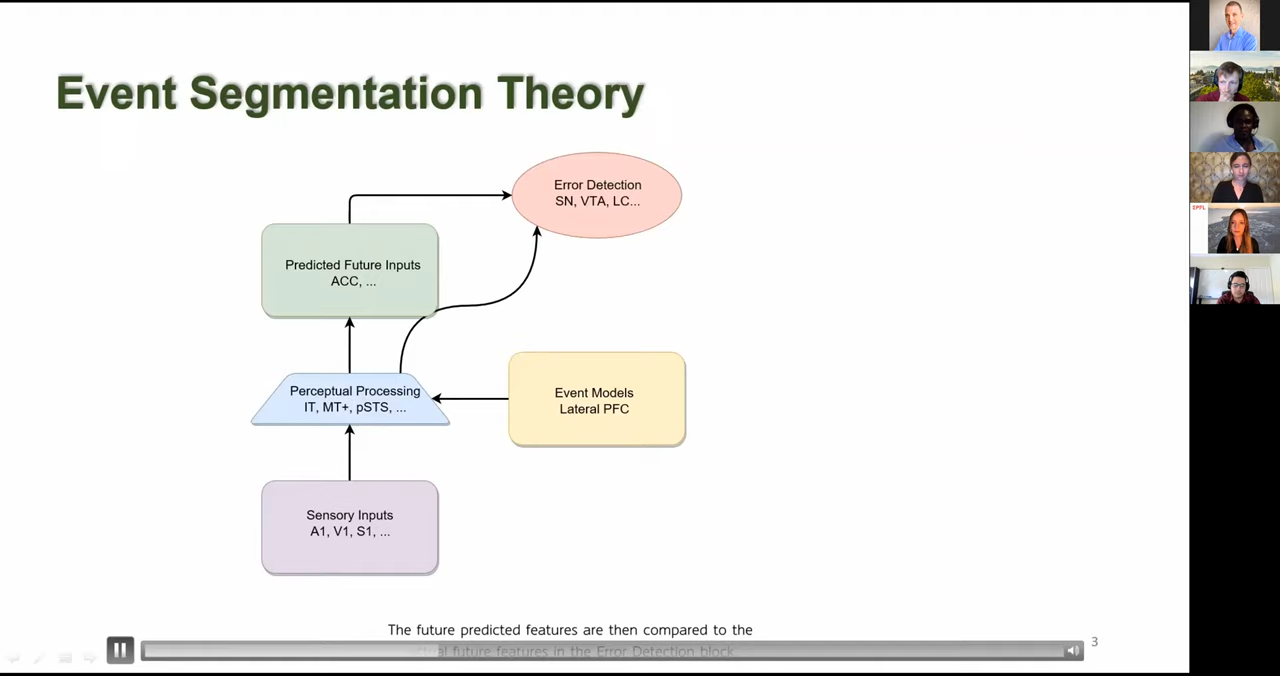 Event Segmentation Theory
Error Detection
SN, VTA, LC...
Predicted Future Inputs
ACC, ...
Perceptual Processing
IT, MT+, pSTS, ...
Event Models
Lateral PFC
Sensory Inputs
A1, V1, S1, ...
The future predicted features are then compared to the
actual future features in the Error Detection block
3
EPFL